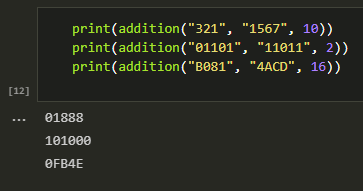 print(addition("321", "1567", 10))
print(addition("01101", "11011", 2))
print(addition("B081", "4ACD", 16))
[12]
... 01888
101000
0FB4E